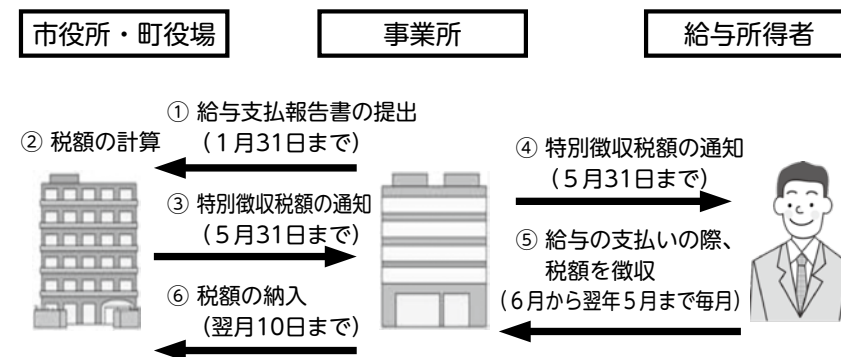 市役所・町役場
事業所
給与所得者
① 給与支払報告書の提出
（１月31日まで）
② 税額の計算
③ 特別徴収税額の通知
（５月31日まで）
④ 特別徴収税額の通知
（５月31日まで）
⑤ 給与の支払いの際、
税額を徴収
（６月から翌年５月まで毎月）
⑥ 税額の納入
（翌月10日まで）